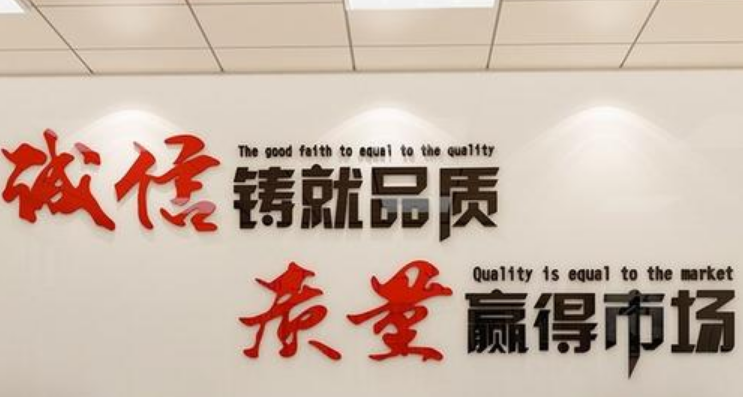 The good faith to equal to the quality
诚信铸就品质
Quality is equal to the market
质量赢得市场